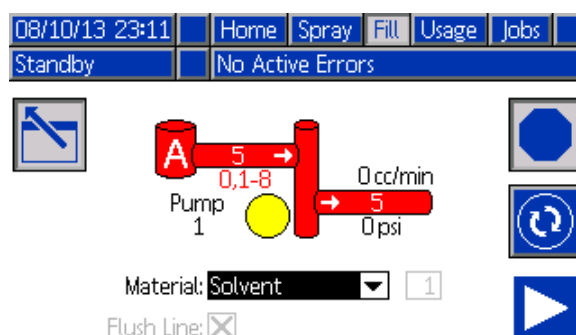 08/10/13 23:11 Home Spray Fill Usage Jobs
Standby No Active Errors
A 5
0,1-8
0 cc/min
Pump
1
5
0 psi
Material: Solvent 1
Flush Line: